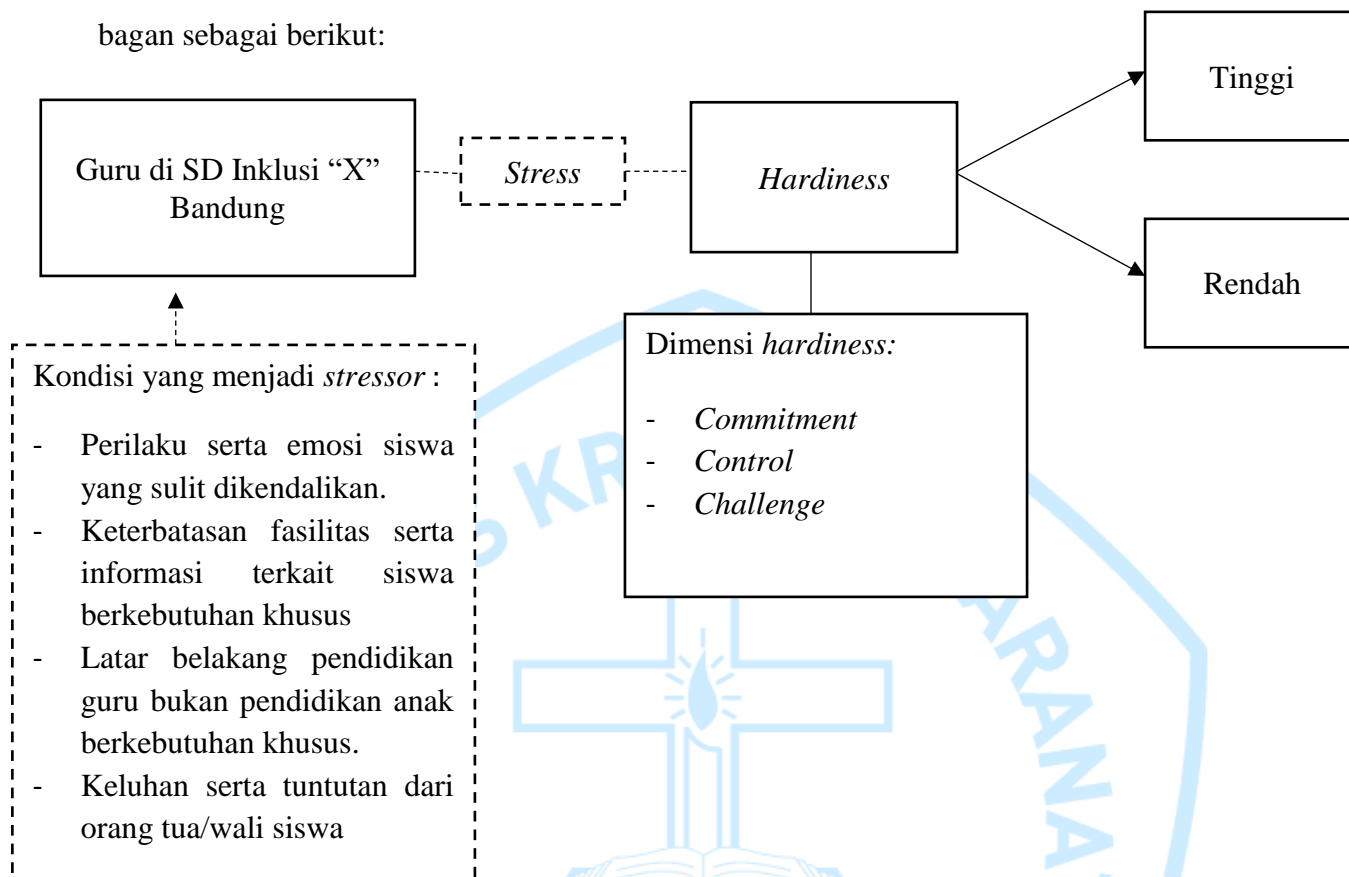 bagan sebagai berikut:
Guru di SD Inklusi “X”
Bandung
Stress
Hardiness
Tinggi
Rendah
Kondisi yang menjadi stressor :
- Perilaku serta emosi siswa
yang sulit dikendalikan.
- Keterbatasan fasilitas serta
informasi terkait siswa
berkebutuhan khusus
- Latar belakang pendidikan
guru bukan pendidikan anak
berkebutuhan khusus.
- Keluhan serta tuntutan dari
orang tua/wali siswa
Dimensi hardiness:
- Commitment
- Control
- Challenge